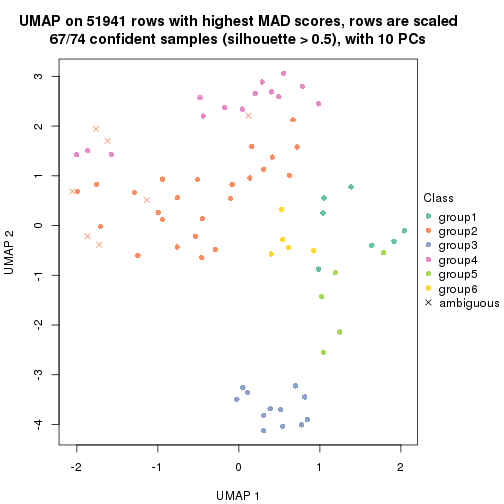 UMAP on 51941 rows with highest MAD scores, rows are scaled
67/74 confident samples (silhouette > 0.5), with 10 PCs
3
2
1
0
-1
-2
-3
-4
UMAP 2
-2
-1
0
1
2
UMAP 1
Class
group1
group2
group3
group4
group5
group6
ambiguous